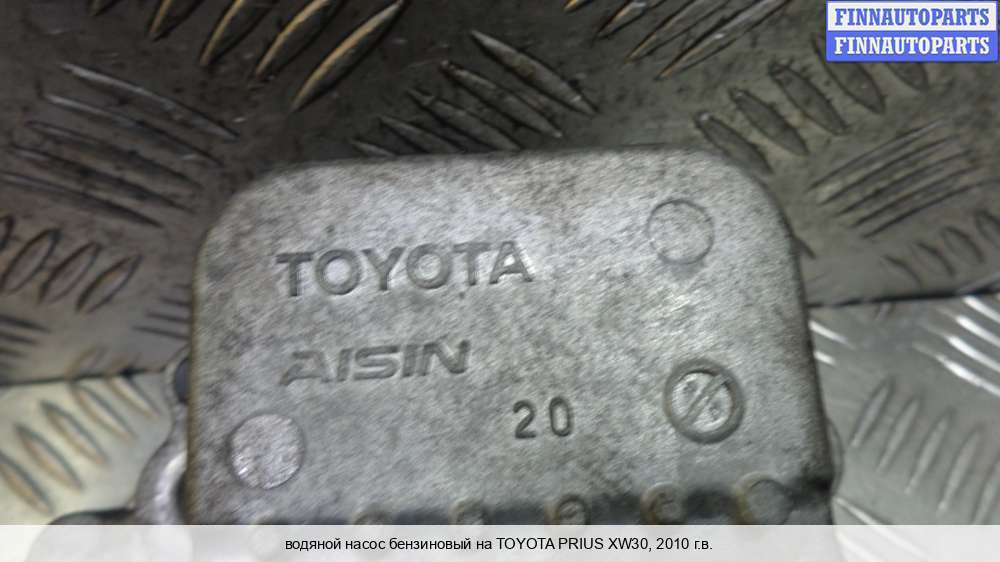 FINNAUTOPARTS
FINNAUTOPARTS
TOYOTA
AISIN
20
водяной насос бензиновый на TOYOTA PRIUS XW30, 2010 г.в.